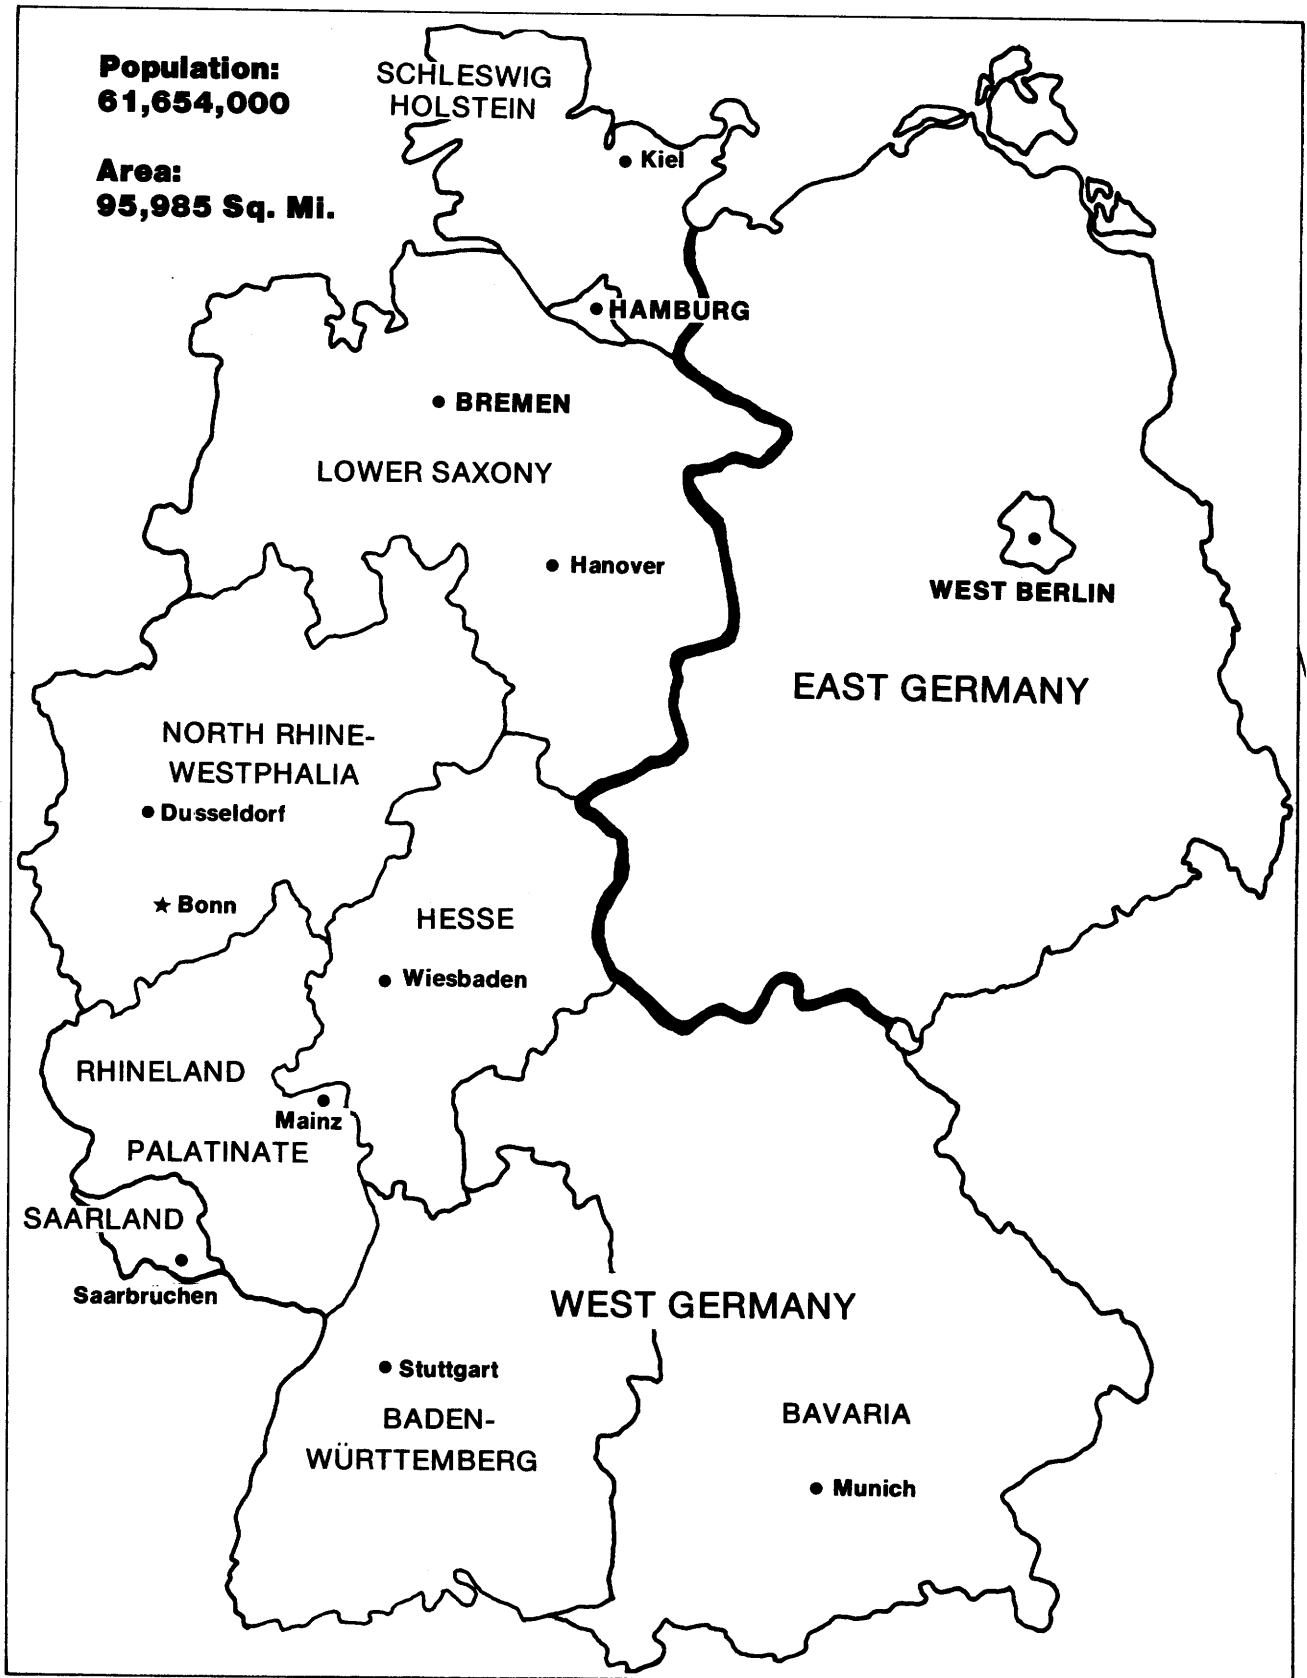 Population:
61,654,000
Area:
95,985 Sq. Mi.
SCHLESWIG
HOLSTEIN
Kiel
HAMBURG
BREMEN
LOWER SAXONY
Hanover
WEST BERLIN
EAST GERMANY
NORTH RHINE-
WESTPHALIA
Dusseldorf
Bonn
HESSE
Wiesbaden
RHINELAND
Mainz
PALATINATE
SAARLAND
Saarbrüchen
WEST GERMANY
Stuttgart
BADEN-
WÜRTTEMBERG
BAVARIA
Munich